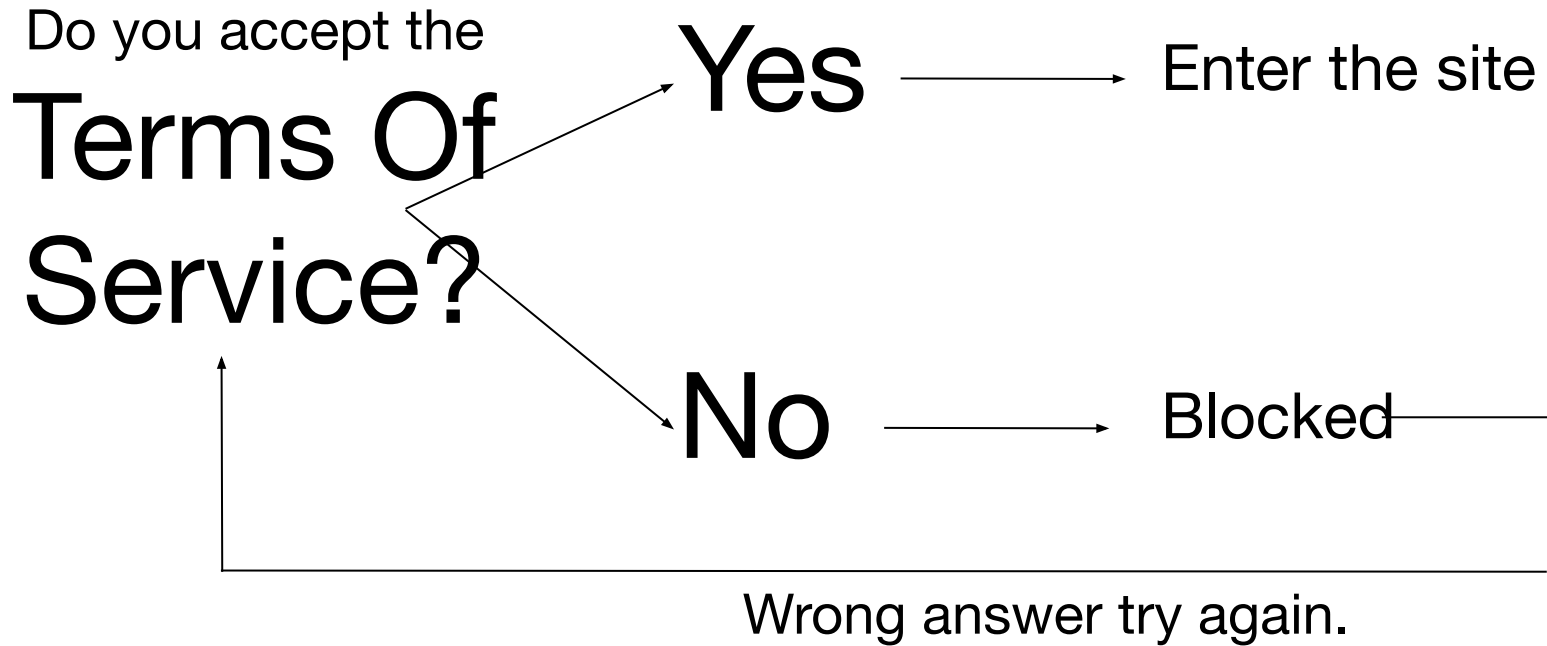 Do you accept the
Terms Of
Service?
Yes
Enter the site
No
Blocked
Wrong answer try again.